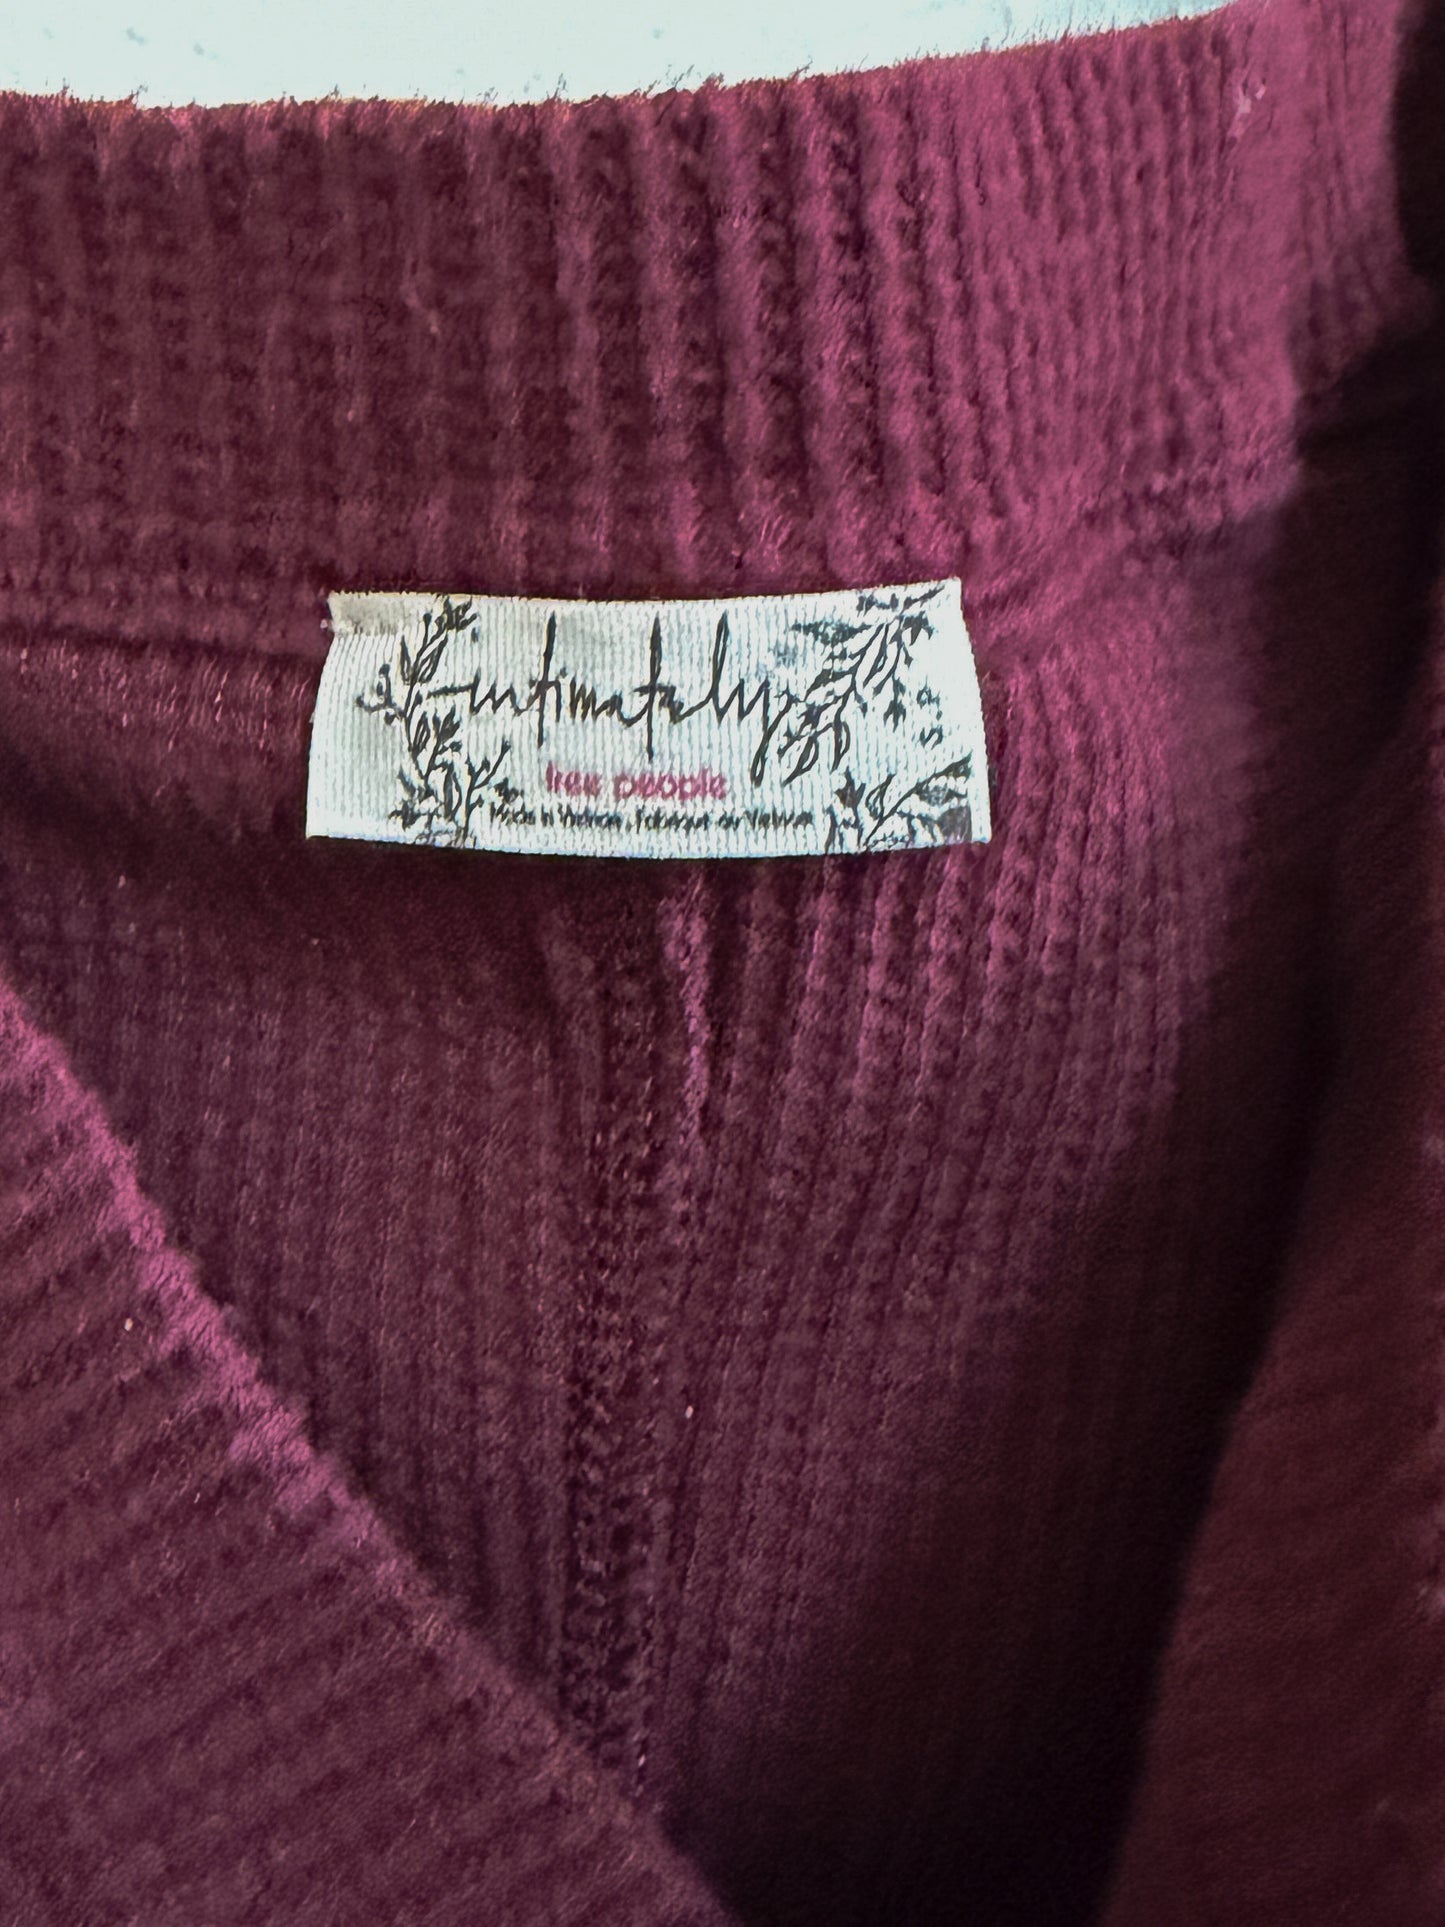 intimately
free people
Made in Vietnam . Fabriqué au Vietnam